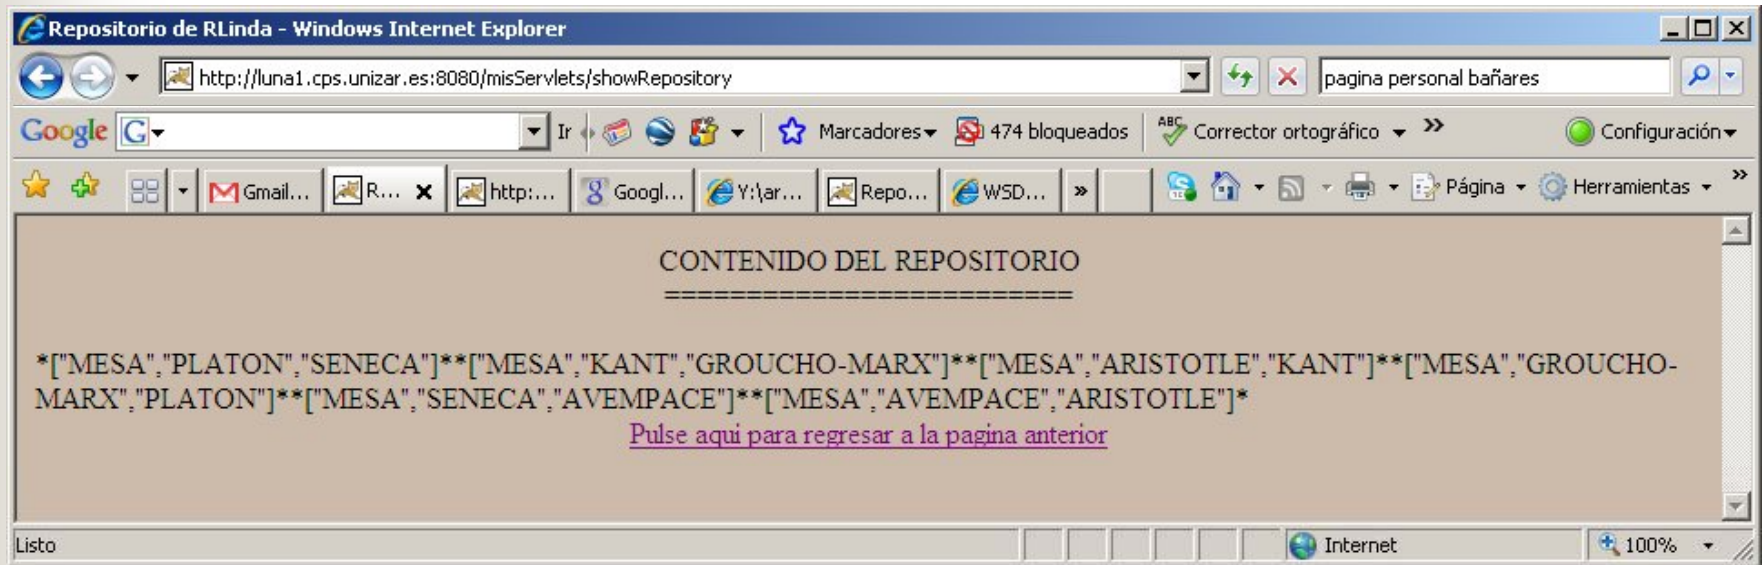 Repositorio de RLinda - Windows Internet Explorer
http://luna1.cps.unizar.es:8080/misServlets/showRepository
pagina personal bañares
Google G Ir Marcadores 474 bloqueados ABC Corrector ortográfico » Configuración
Gmail... R... http:... Googl... Y:\ar... Repo... WSD... » Página Herramientas »
CONTENIDO DEL REPOSITORIO
=========================
*["MESA","PLATON","SENECA"]**["MESA","KANT","GROUCHO-MARX"]**["MESA","ARISTOTLE","KANT"]**["MESA","GROUCHO-
MARX","PLATON"]**["MESA","SENECA","AVEMPACE"]**["MESA","AVEMPACE","ARISTOTLE"]*
Pulse aqui para regresar a la pagina anterior
Listo Internet 100%